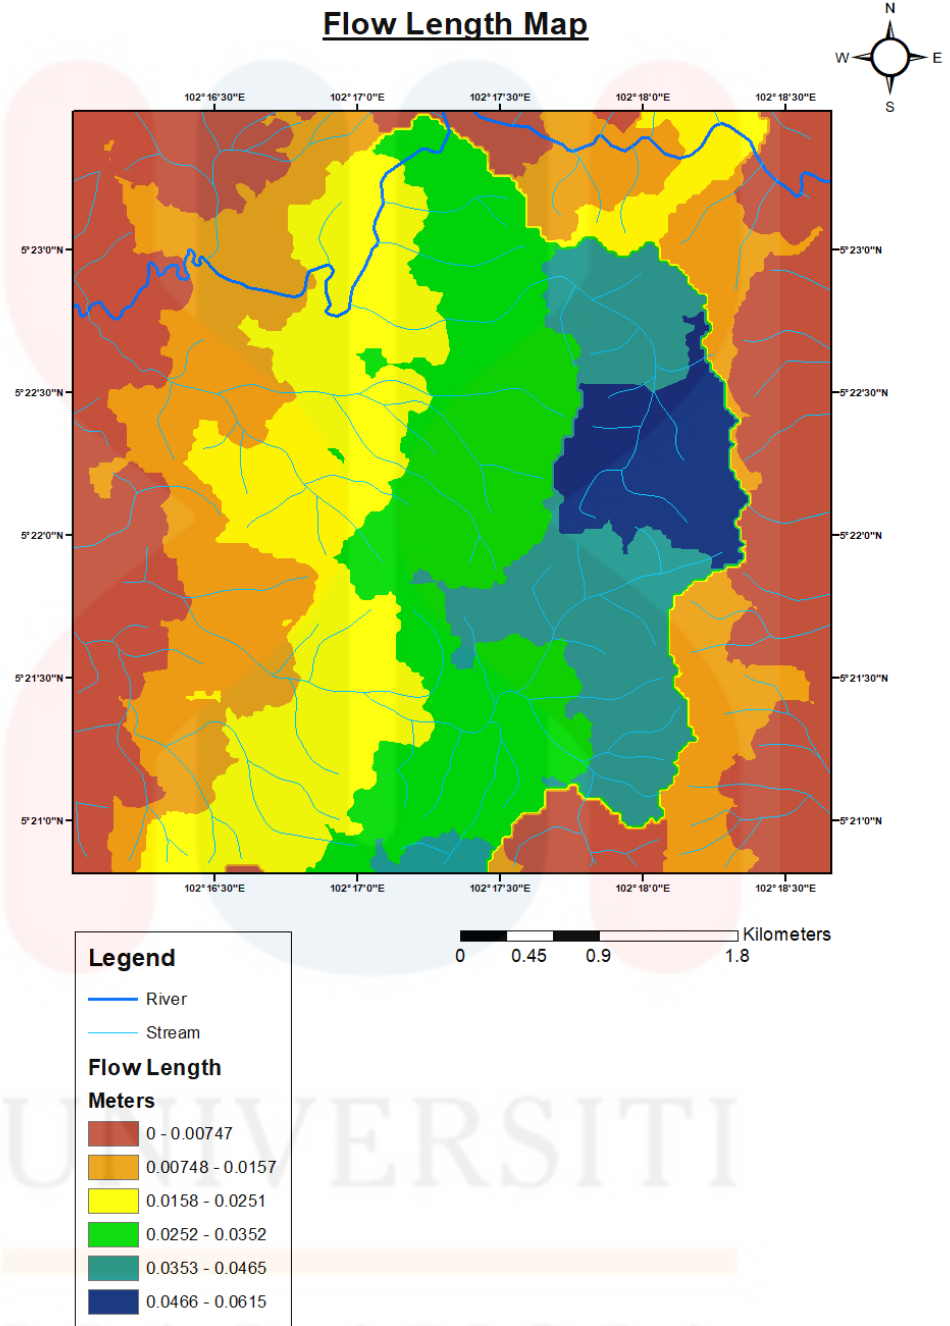 Flow Length Map
N
W E
S
102°16'30"E 102°17'0"E 102°17'30"E 102°18'0"E 102°18'30"E
5°23'0"N 5°23'0"N
5°22'30"N 5°22'30"N
5°22'0"N 5°22'0"N
5°21'30"N 5°21'30"N
5°21'0"N 5°21'0"N
102°16'30"E 102°17'0"E 102°17'30"E 102°18'0"E 102°18'30"E
Kilometers
0 0.45 0.9 1.8
Legend
River
Stream
Flow Length
Meters
UNIVERSITI
0 - 0.00747
0.00748 - 0.0157
0.0158 - 0.0251
0.0252 - 0.0352
0.0353 - 0.0465
0.0466 - 0.0615